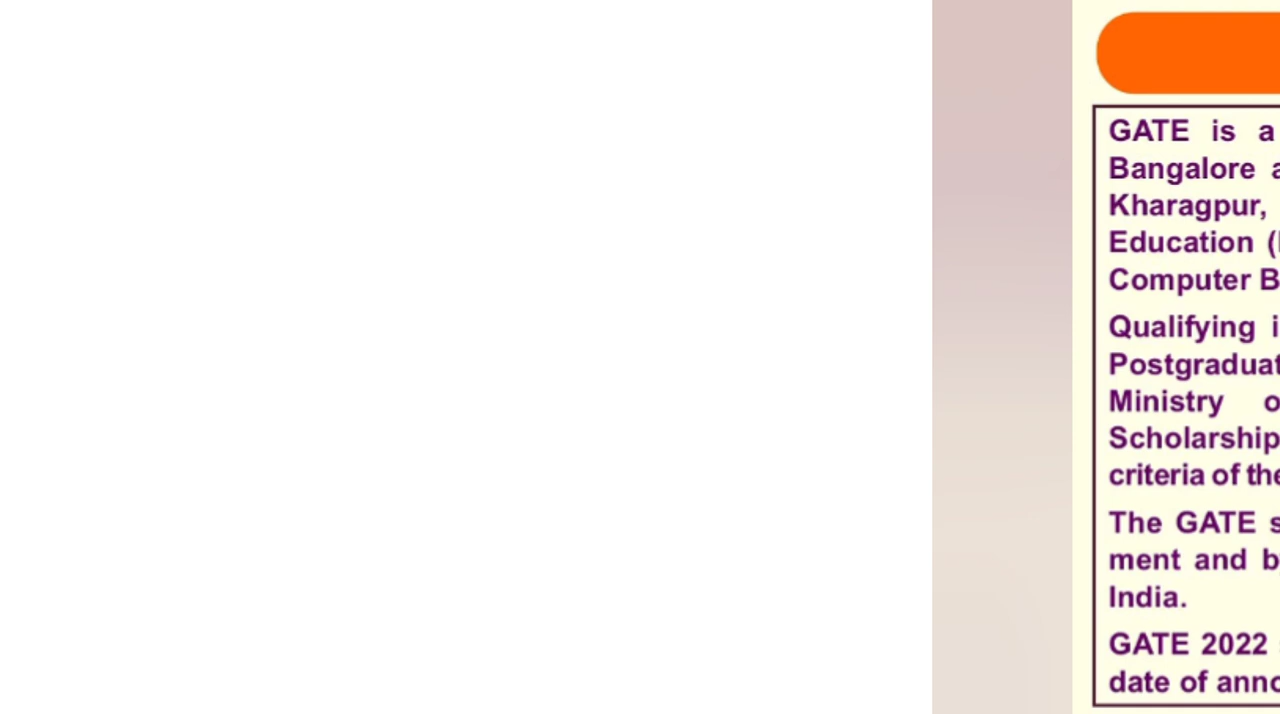 GATE is a
Bangalore
Kharagpur,
Education
Computer
Qualifying
Postgraduat
Ministry
Scholarship
criteria of the
The GATE
ment and
India.
GATE 2022
date of anno